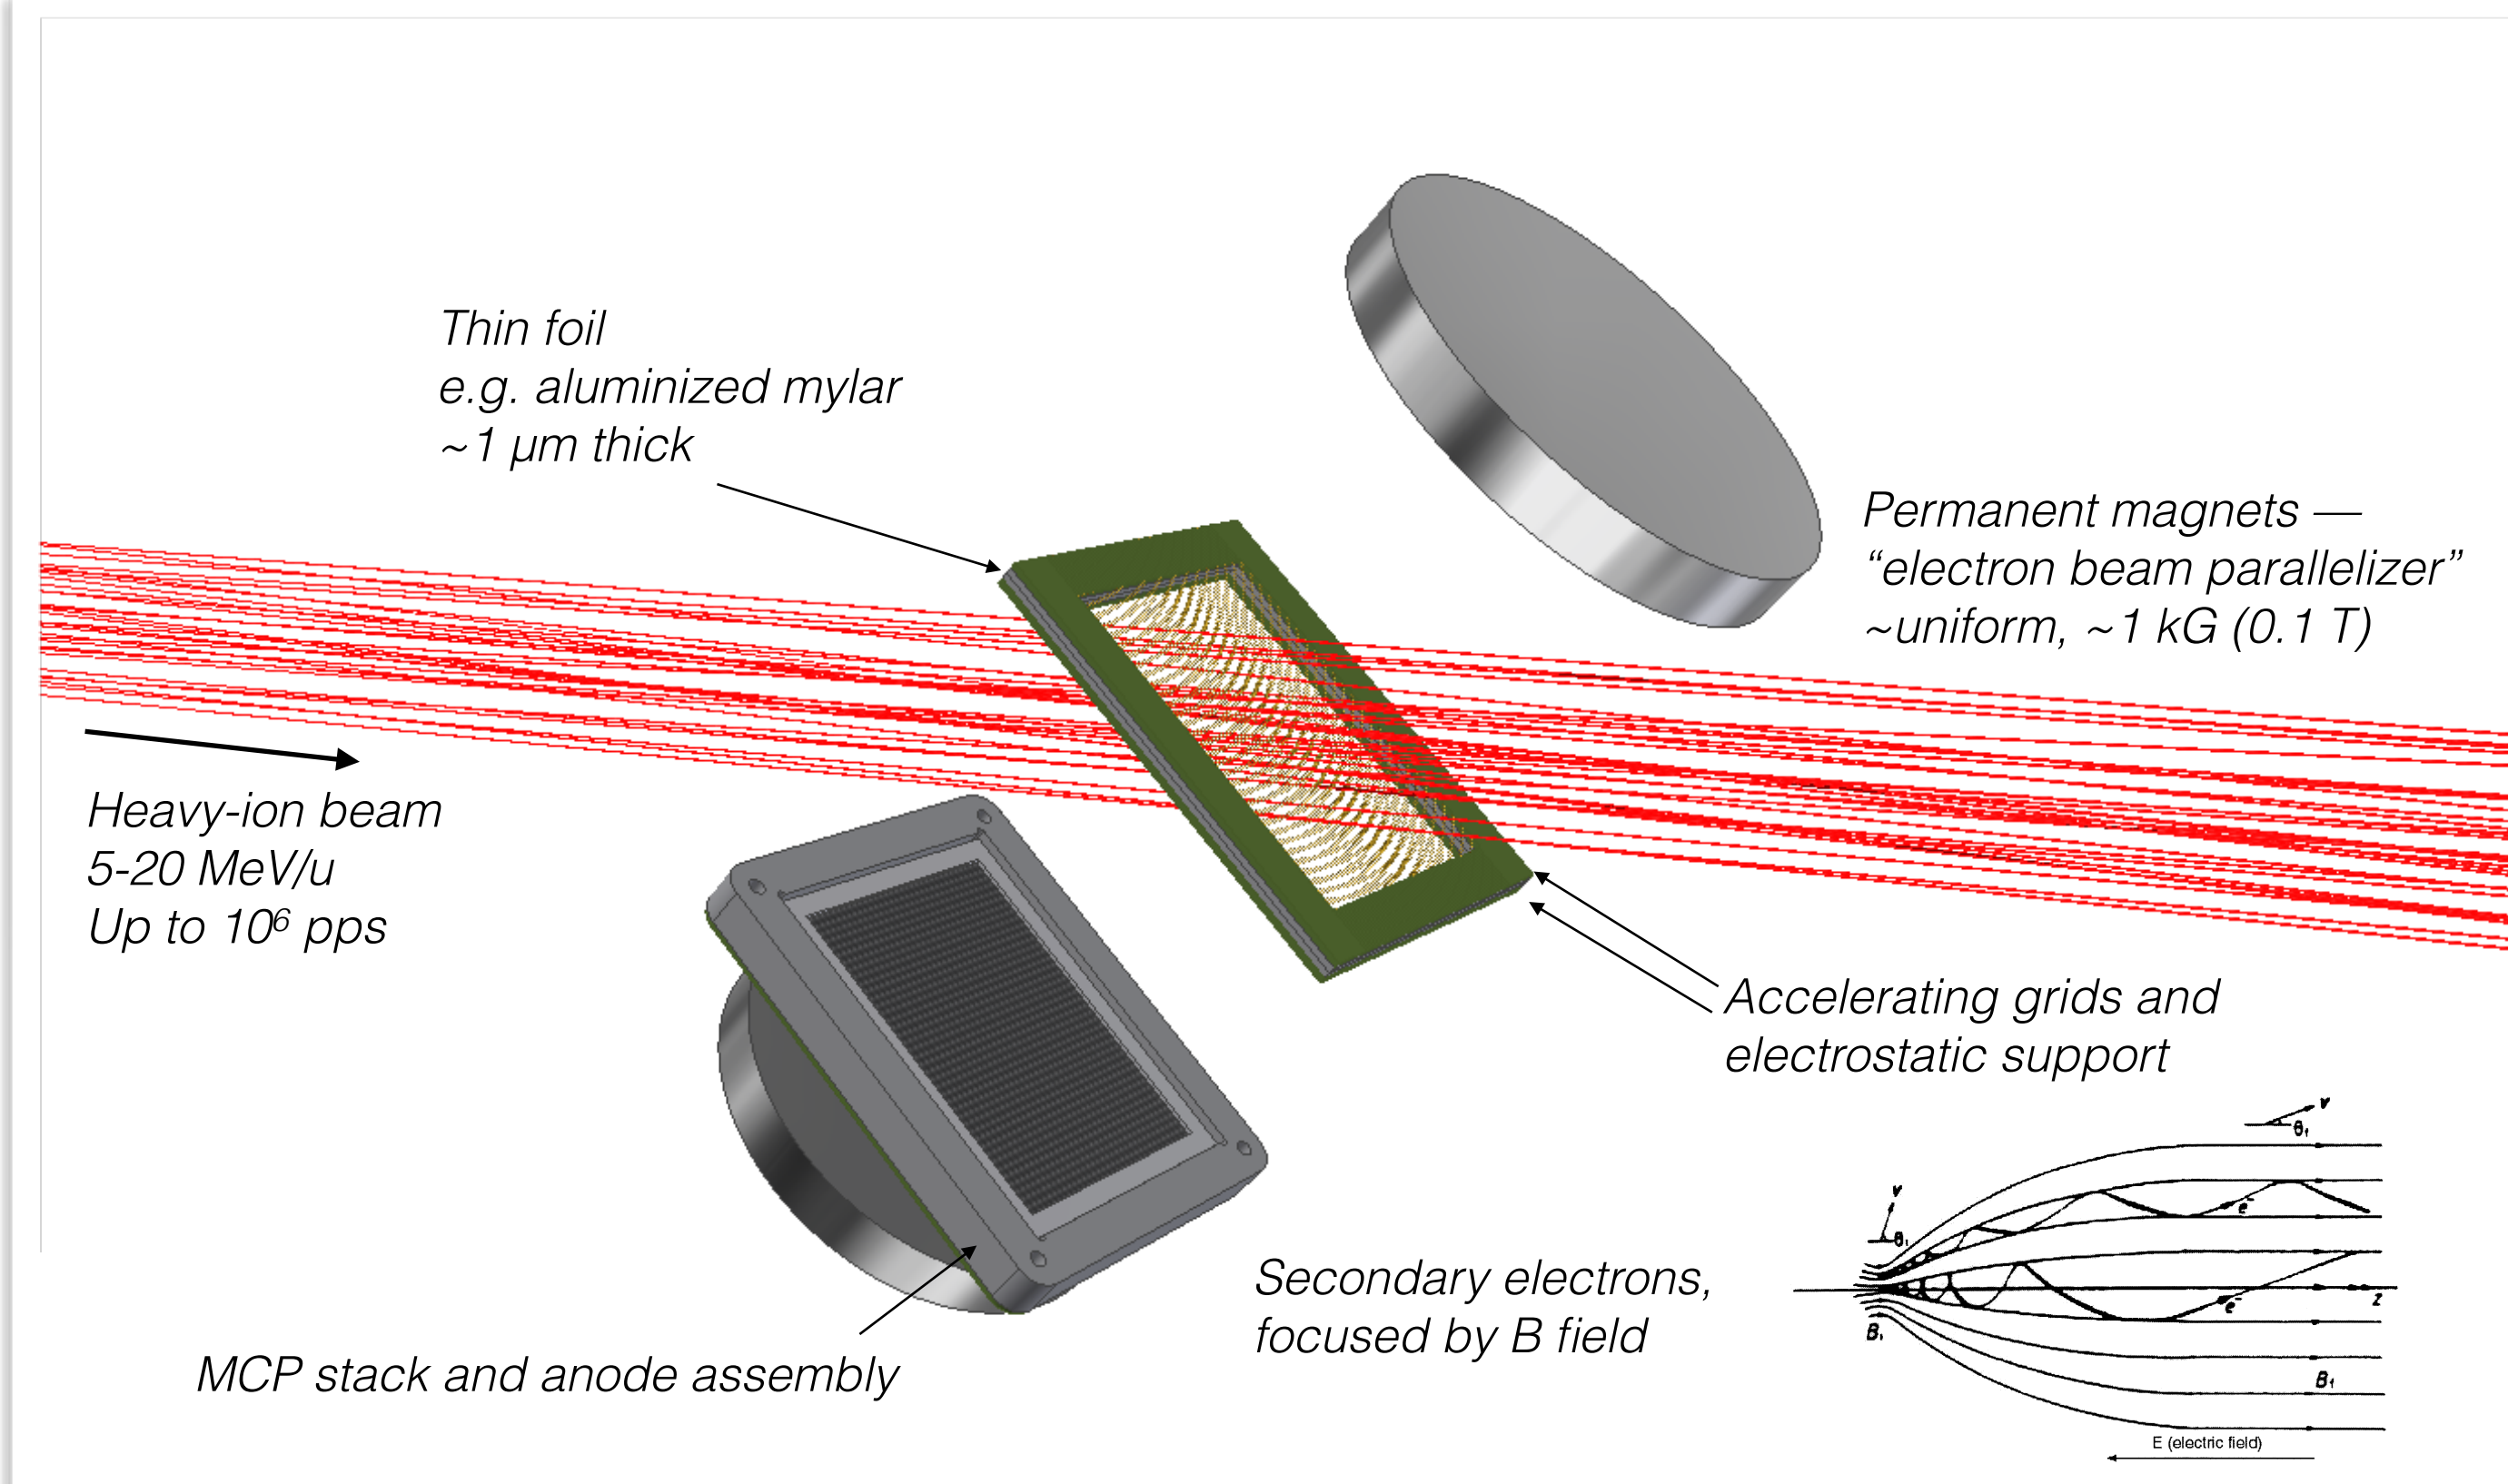 Thin foil
e.g. aluminized mylar
~1 µm thick
Permanent magnets —
“electron beam parallelizer”
~uniform, ~1 kG (0.1 T)
Heavy-ion beam
5-20 MeV/u
Up to 10⁶ pps
Accelerating grids and
electrostatic support
Secondary electrons,
focused by B field
MCP stack and anode assembly
v
θ₁
v
θ₁
e⁻
e⁻
z
B₁
B₁
E (electric field)